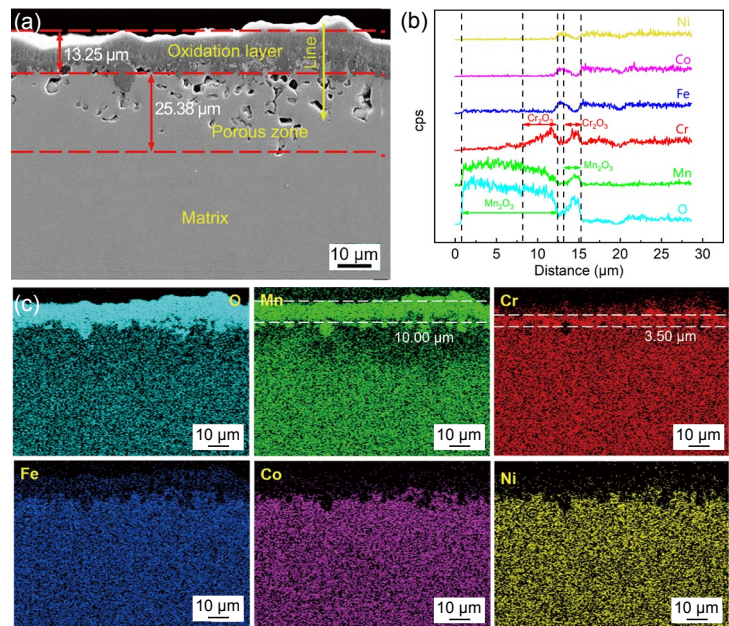 (a)
Oxidation layer
Line
13.25 µm
25.38 µm
Porous zone
Matrix
10 µm
(b)
cps
Ni
Co
Fe
Cr
Cr₂O₃
Cr₂O₃
Mn₂O₃
Mn
O
Mn₂O₃
0 5 10 15 20 25 30
Distance (µm)
(c)
O
10 µm
Mn
10.00 µm
10 µm
Cr
3.50 µm
10 µm
Fe
10 µm
Co
10 µm
Ni
10 µm